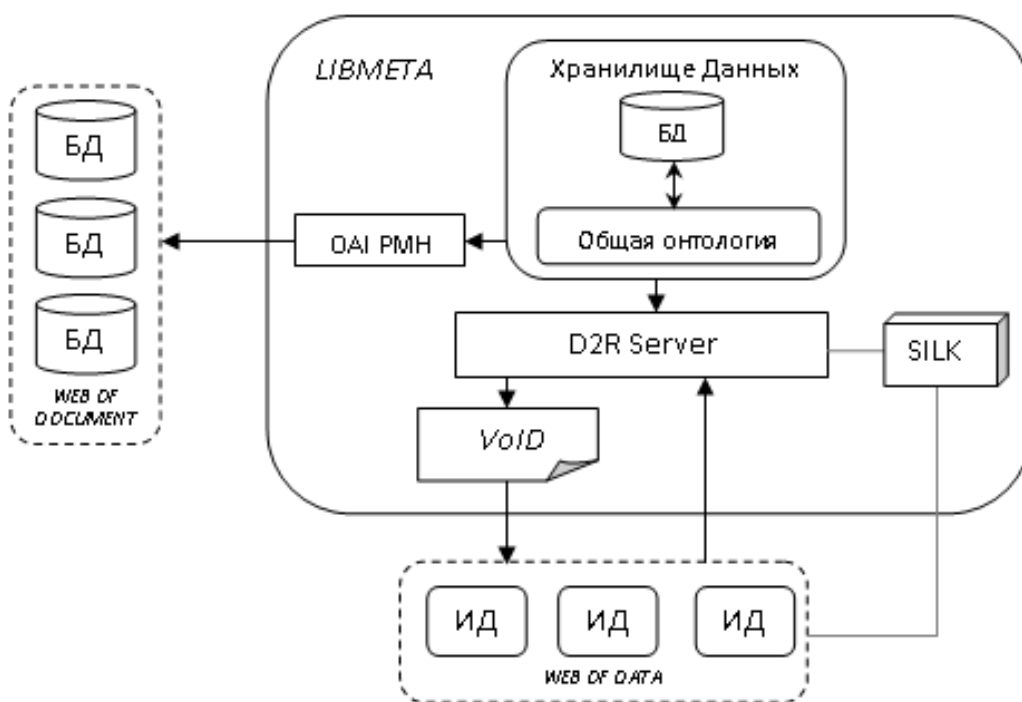 LIBMETA
Хранилище Данных
БД
Общая онтология
OAI PMH
БД
БД
БД
WEB OF
DOCUMENT
D2R Server
SILK
VoID
ИД
ИД
ИД
WEB OF DATA